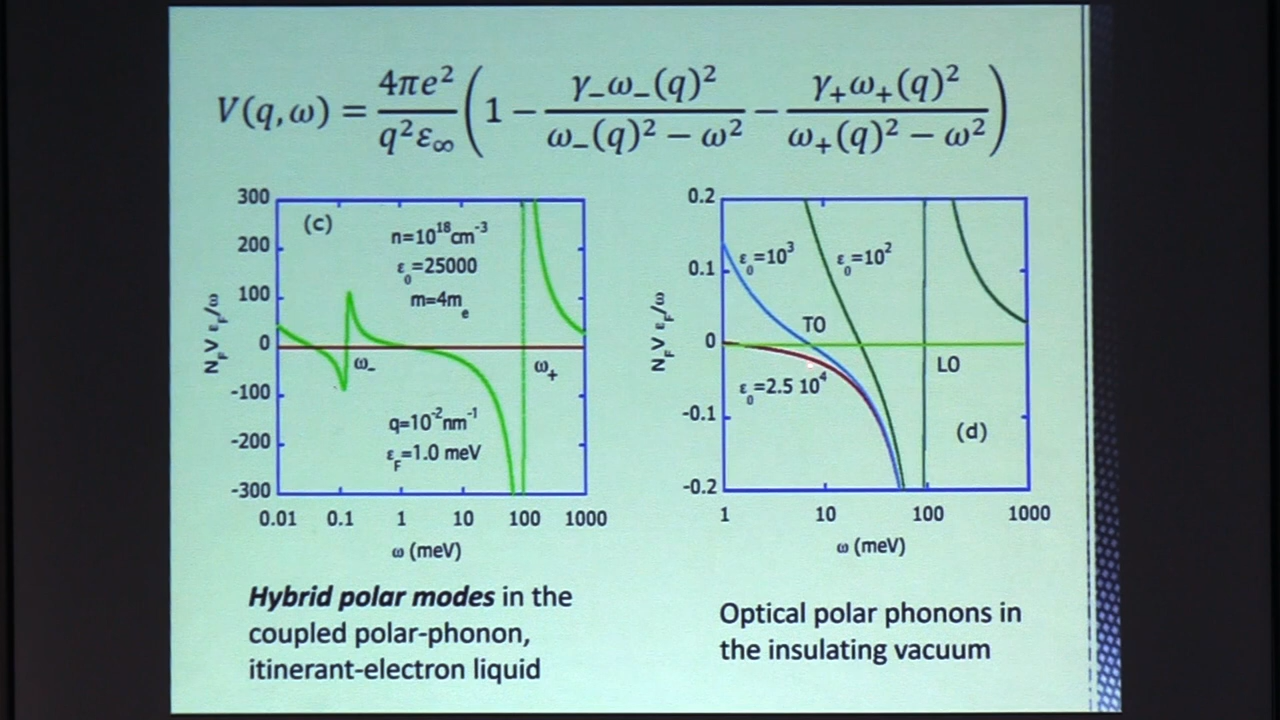 V(q,ω) = 4πe²/q²ε∞ (1 − γ₋ω₋(q)²/ω₋(q)² − ω² − γ₊ω₊(q)²/ω₊(q)² − ω²)
300
200
100
0
-100
-200
-300
N_F V ε_F/ω
(c)
n=10¹⁸cm⁻³
ε₀=25000
m=4mₑ
ω₋
ω₊
q=10⁻²nm⁻¹
ε_F=1.0 meV
0.01 0.1 1 10 100 1000
ω (meV)
0.2
0.1
0
-0.1
-0.2
N_F V ε_F/ω
ε₀=10³
ε₀=10²
TO
LO
ε₀=2.5 10⁴
(d)
1 10 100 1000
ω (meV)
Hybrid polar modes in the
coupled polar-phonon,
itinerant-electron liquid
Optical polar phonons in
the insulating vacuum